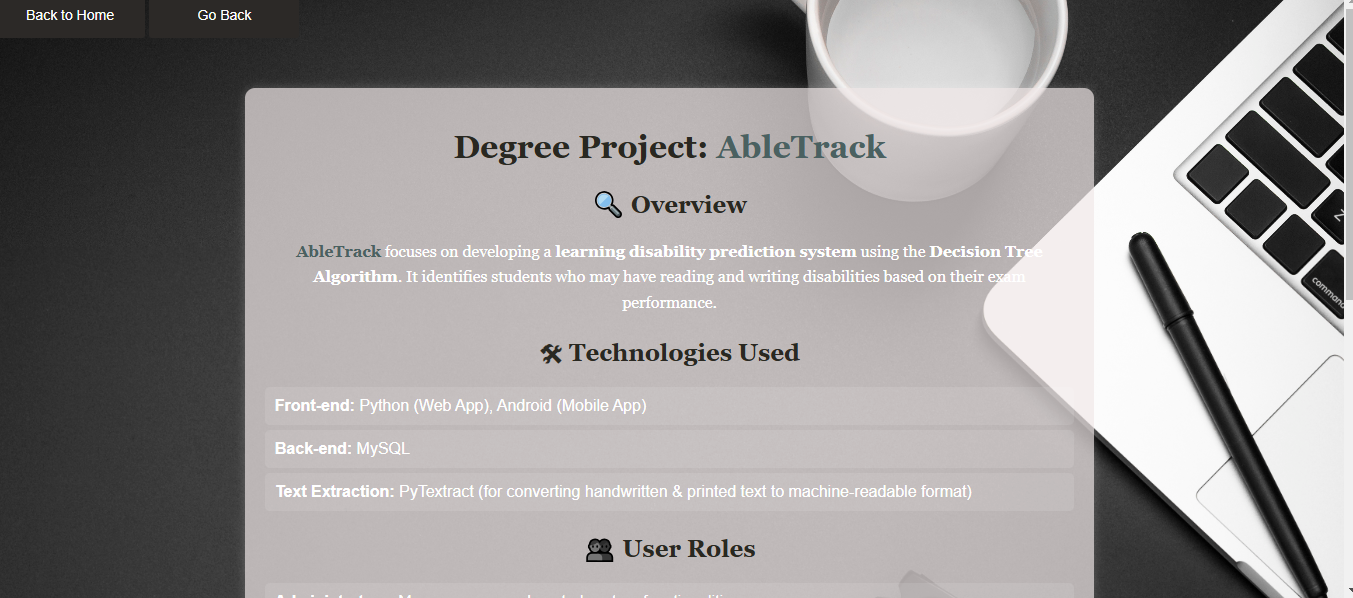 Back to Home
Go Back
Degree Project: AbleTrack
Overview
AbleTrack focuses on developing a learning disability prediction system using the Decision Tree
Algorithm. It identifies students who may have reading and writing disabilities based on their exam
performance.
Technologies Used
Front-end: Python (Web App), Android (Mobile App)
Back-end: MySQL
Text Extraction: PyTextract (for converting handwritten & printed text to machine-readable format)
User Roles
Z
command